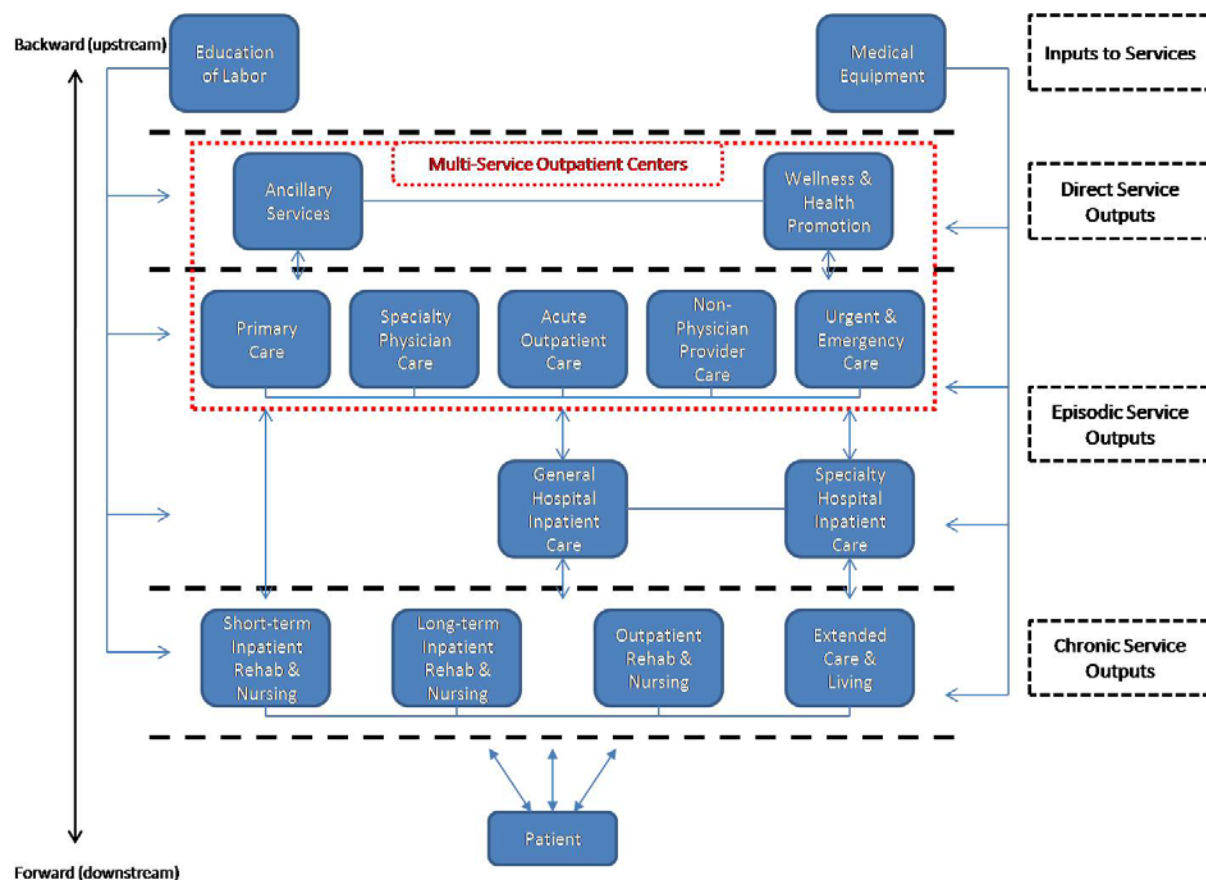 Backward (upstream)
Education
of Labor
Medical
Equipment
Inputs to Services
Multi-Service Outpatient Centers
Ancillary
Services
Wellness &
Health
Promotion
Direct Service
Outputs
Primary
Care
Specialty
Physician
Care
Acute
Outpatient
Care
Non-
Physician
Provider
Care
Urgent &
Emergency
Care
Episodic Service
Outputs
General
Hospital
Inpatient
Care
Specialty
Hospital
Inpatient
Care
Short-term
Inpatient
Rehab &
Nursing
Long-term
Inpatient
Rehab &
Nursing
Outpatient
Rehab &
Nursing
Extended
Care &
Living
Chronic Service
Outputs
Patient
Forward (downstream)